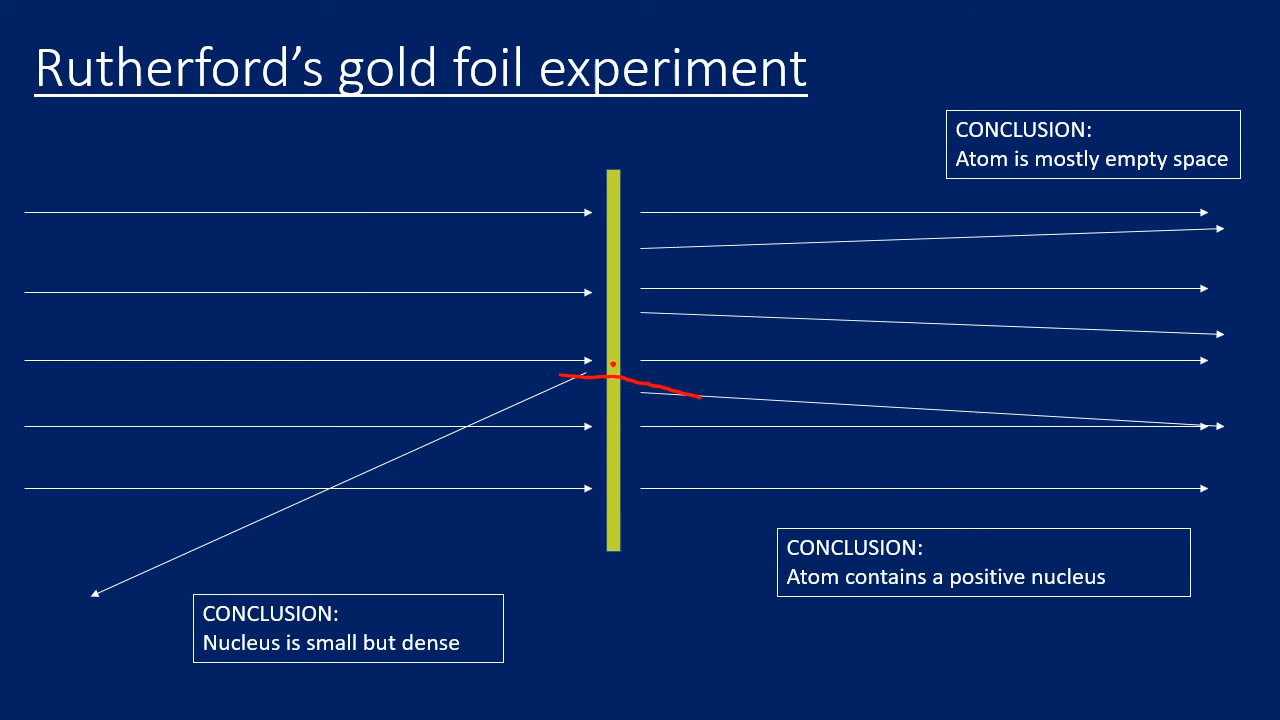 Rutherford’s gold foil experiment
CONCLUSION:
Atom is mostly empty space
CONCLUSION:
Atom contains a positive nucleus
CONCLUSION:
Nucleus is small but dense